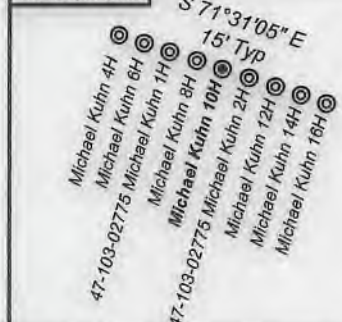 S 71°31'05" E
15' Typ
Michael Kuhn 4H
Michael Kuhn 6H
47-103-02775 Michael Kuhn 1H
Michael Kuhn 8H
Michael Kuhn 10H
47-103-02775 Michael Kuhn 2H
Michael Kuhn 12H
Michael Kuhn 14H
Michael Kuhn 16H